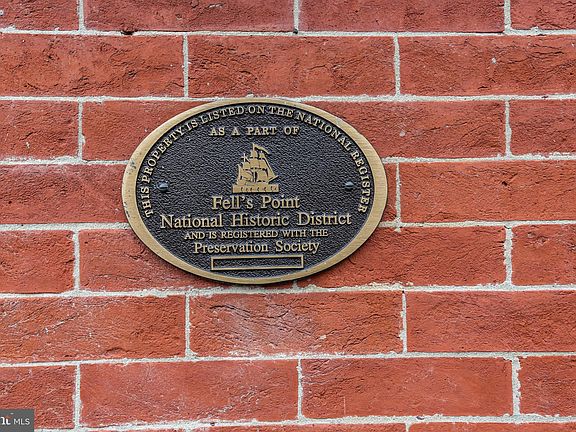 THIS PROPERTY IS LISTED ON THE NATIONAL REGISTER
AS A PART OF
Fell's Point
National Historic District
AND IS REGISTERED WITH THE
Preservation Society
MLS